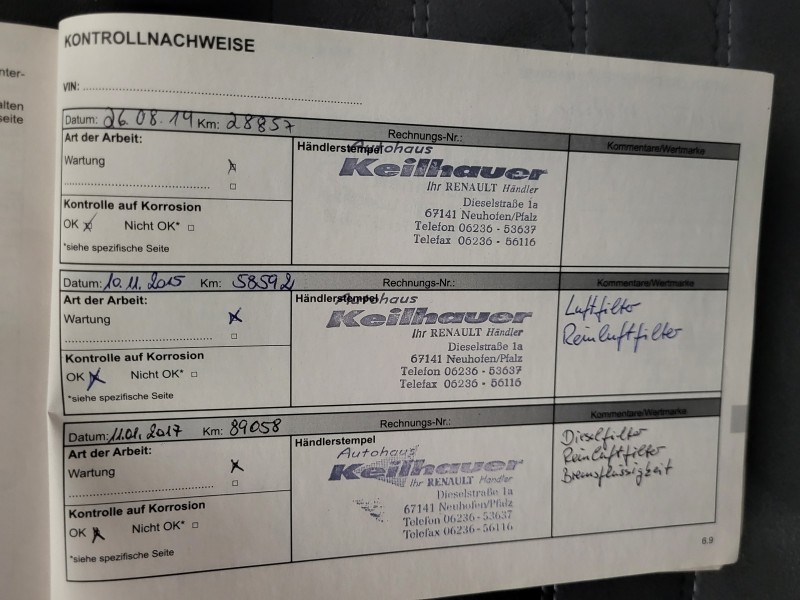 nter-
alten
seite
KONTROLLNACHWEISE
VIN:
Datum: 26.08.14 Km: 28857
Rechnungs-Nr.:
Kommentare/Wertmarke
Art der Arbeit:
Wartung
Kontrolle auf Korrosion
OK Nicht OK*
*siehe spezifische Seite
Händlerstempel
Autohaus
Keilhauer
Ihr RENAULT Händler
Dieselstraße 1a
67141 Neuhofen/Pfalz
Telefon 06236 - 53637
Telefax 06236 - 56116
Datum: 10.11.2015 Km: 58592
Rechnungs-Nr.:
Kommentare/Wertmarke
Art der Arbeit:
Wartung
Kontrolle auf Korrosion
OK Nicht OK*
*siehe spezifische Seite
Händlerstempel
Autohaus
Keilhauer
Ihr RENAULT Händler
Dieselstraße 1a
67141 Neuhofen/Pfalz
Telefon 06236 - 53637
Telefax 06236 - 56116
Luftfilter
Reinluftfilter
Datum: 11.01.2017 Km: 89058
Rechnungs-Nr.:
Kommentare/Wertmarke
Art der Arbeit:
Wartung
Kontrolle auf Korrosion
OK Nicht OK*
*siehe spezifische Seite
Händlerstempel
Autohaus
Keilhauer
Ihr RENAULT Händler
Dieselstraße 1a
67141 Neuhofen/Pfalz
Telefon 06236 - 53637
Telefax 06236 - 56116
Dieselfilter
Reinluftfilter
Bremsflüssigkeit
8.9